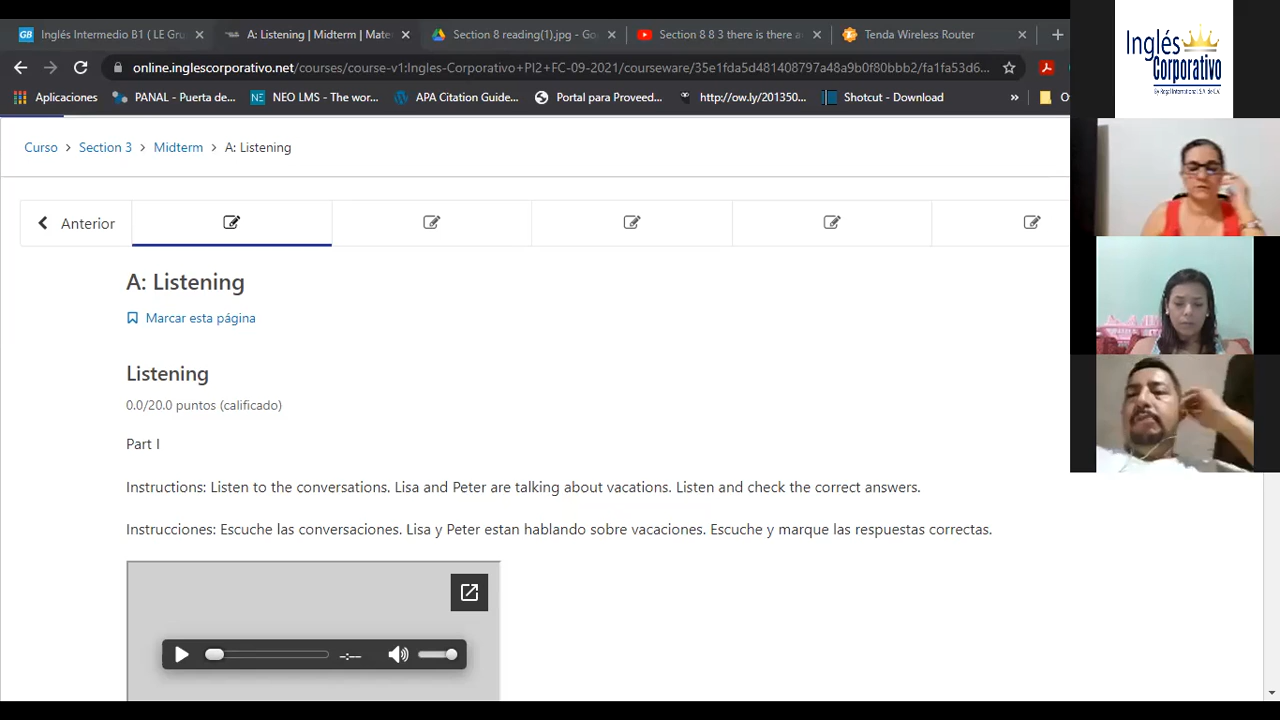 Inglés Intermedio B1 ( LE Gru
A: Listening | Midterm | Mate
Section 8 reading(1).jpg - Go
Section 8 8 3 there is there a
Tenda Wireless Router
online.inglescorporativo.net/courses/course-v1:Ingles-Corporativo+PI2+FC-09-2021/courseware/35e1fda5d481408797a48a9b0f80bbb2/fa1fa53d6...
Aplicaciones
PANAL - Puerta de...
NEO LMS - The wor...
APA Citation Guide...
Portal para Proveed...
http://ow.ly/201350...
Shotcut - Download
»
Inglés
Corporativo
Curso > Section 3 > Midterm > A: Listening
Anterior
A: Listening
Marcar esta página
Listening
0.0/20.0 puntos (calificado)
Part I
Instructions: Listen to the conversations. Lisa and Peter are talking about vacations. Listen and check the correct answers.
Instrucciones: Escuche las conversaciones. Lisa y Peter estan hablando sobre vacaciones. Escuche y marque las respuestas correctas.
-:--